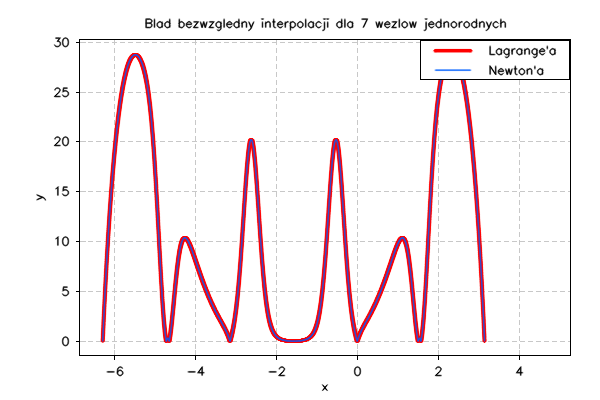 Blad bezwzgledny interpolacji dla 7 wezlow jednorodnych
Lagrange'a
Newton'a
30
25
20
15
10
5
0
y
−6 −4 −2 0 2 4
x